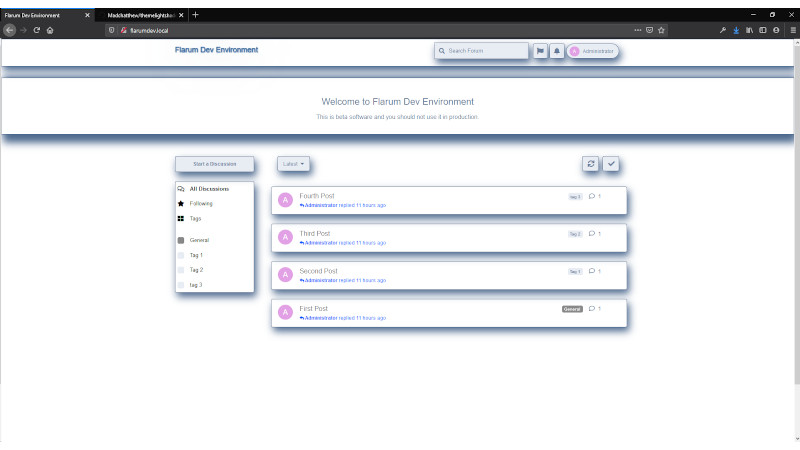 Flarum Dev Environment
flarumdev.local
Flarum Dev Environment
Search Forum
A Administrator
Welcome to Flarum Dev Environment
This is beta software and you should not use it in production.
Start a Discussion
Latest
All Discussions
Following
Tags
General
Tag 1
Tag 2
tag 3
A Fourth Post tag 3 1
Administrator replied 11 hours ago
A Third Post Tag 2 1
Administrator replied 11 hours ago
A Second Post Tag 1 1
Administrator replied 11 hours ago
A First Post General 1
Administrator replied 11 hours ago